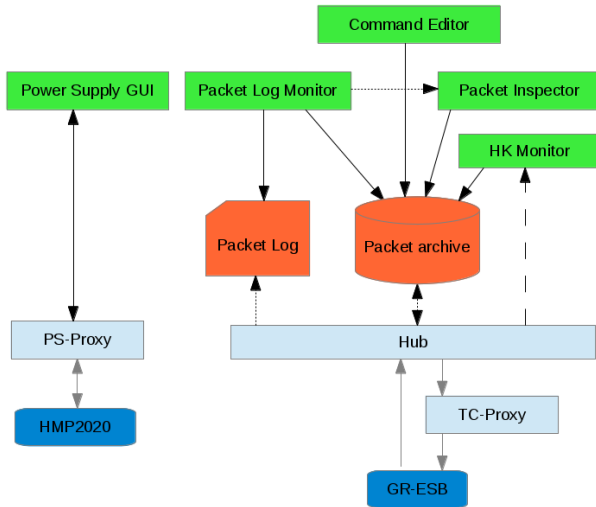 Command Editor
Power Supply GUI
Packet Log Monitor
Packet Inspector
HK Monitor
Packet Log
Packet archive
PS-Proxy
Hub
HMP2020
TC-Proxy
GR-ESB